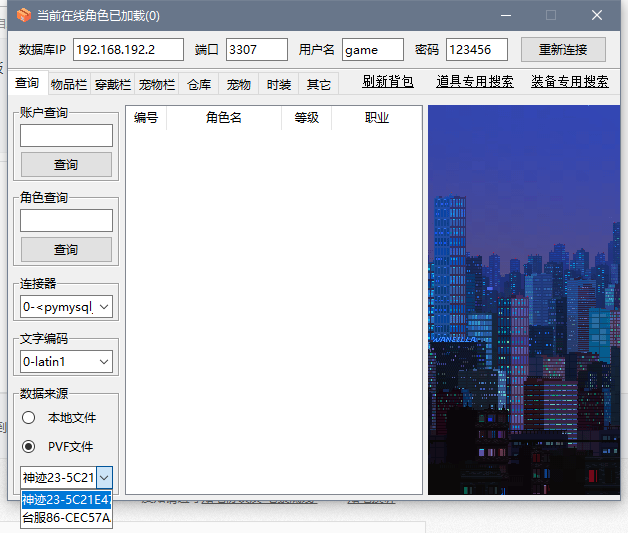 当前在线角色已加载(0)
数据库IP 192.168.192.2 端口 3307 用户名 game 密码 123456 重新连接
查询 物品栏 穿戴栏 宠物栏 仓库 宠物 时装 其它 刷新背包 道具专用搜索 装备专用搜索
账户查询
查询
角色查询
查询
连接器
0-<pymysql
文字编码
0-latin1
数据来源
本地文件
PVF文件
神迹23-5C21
神迹23-5C21E47
台服86-CEC57A
编号 角色名 等级 职业